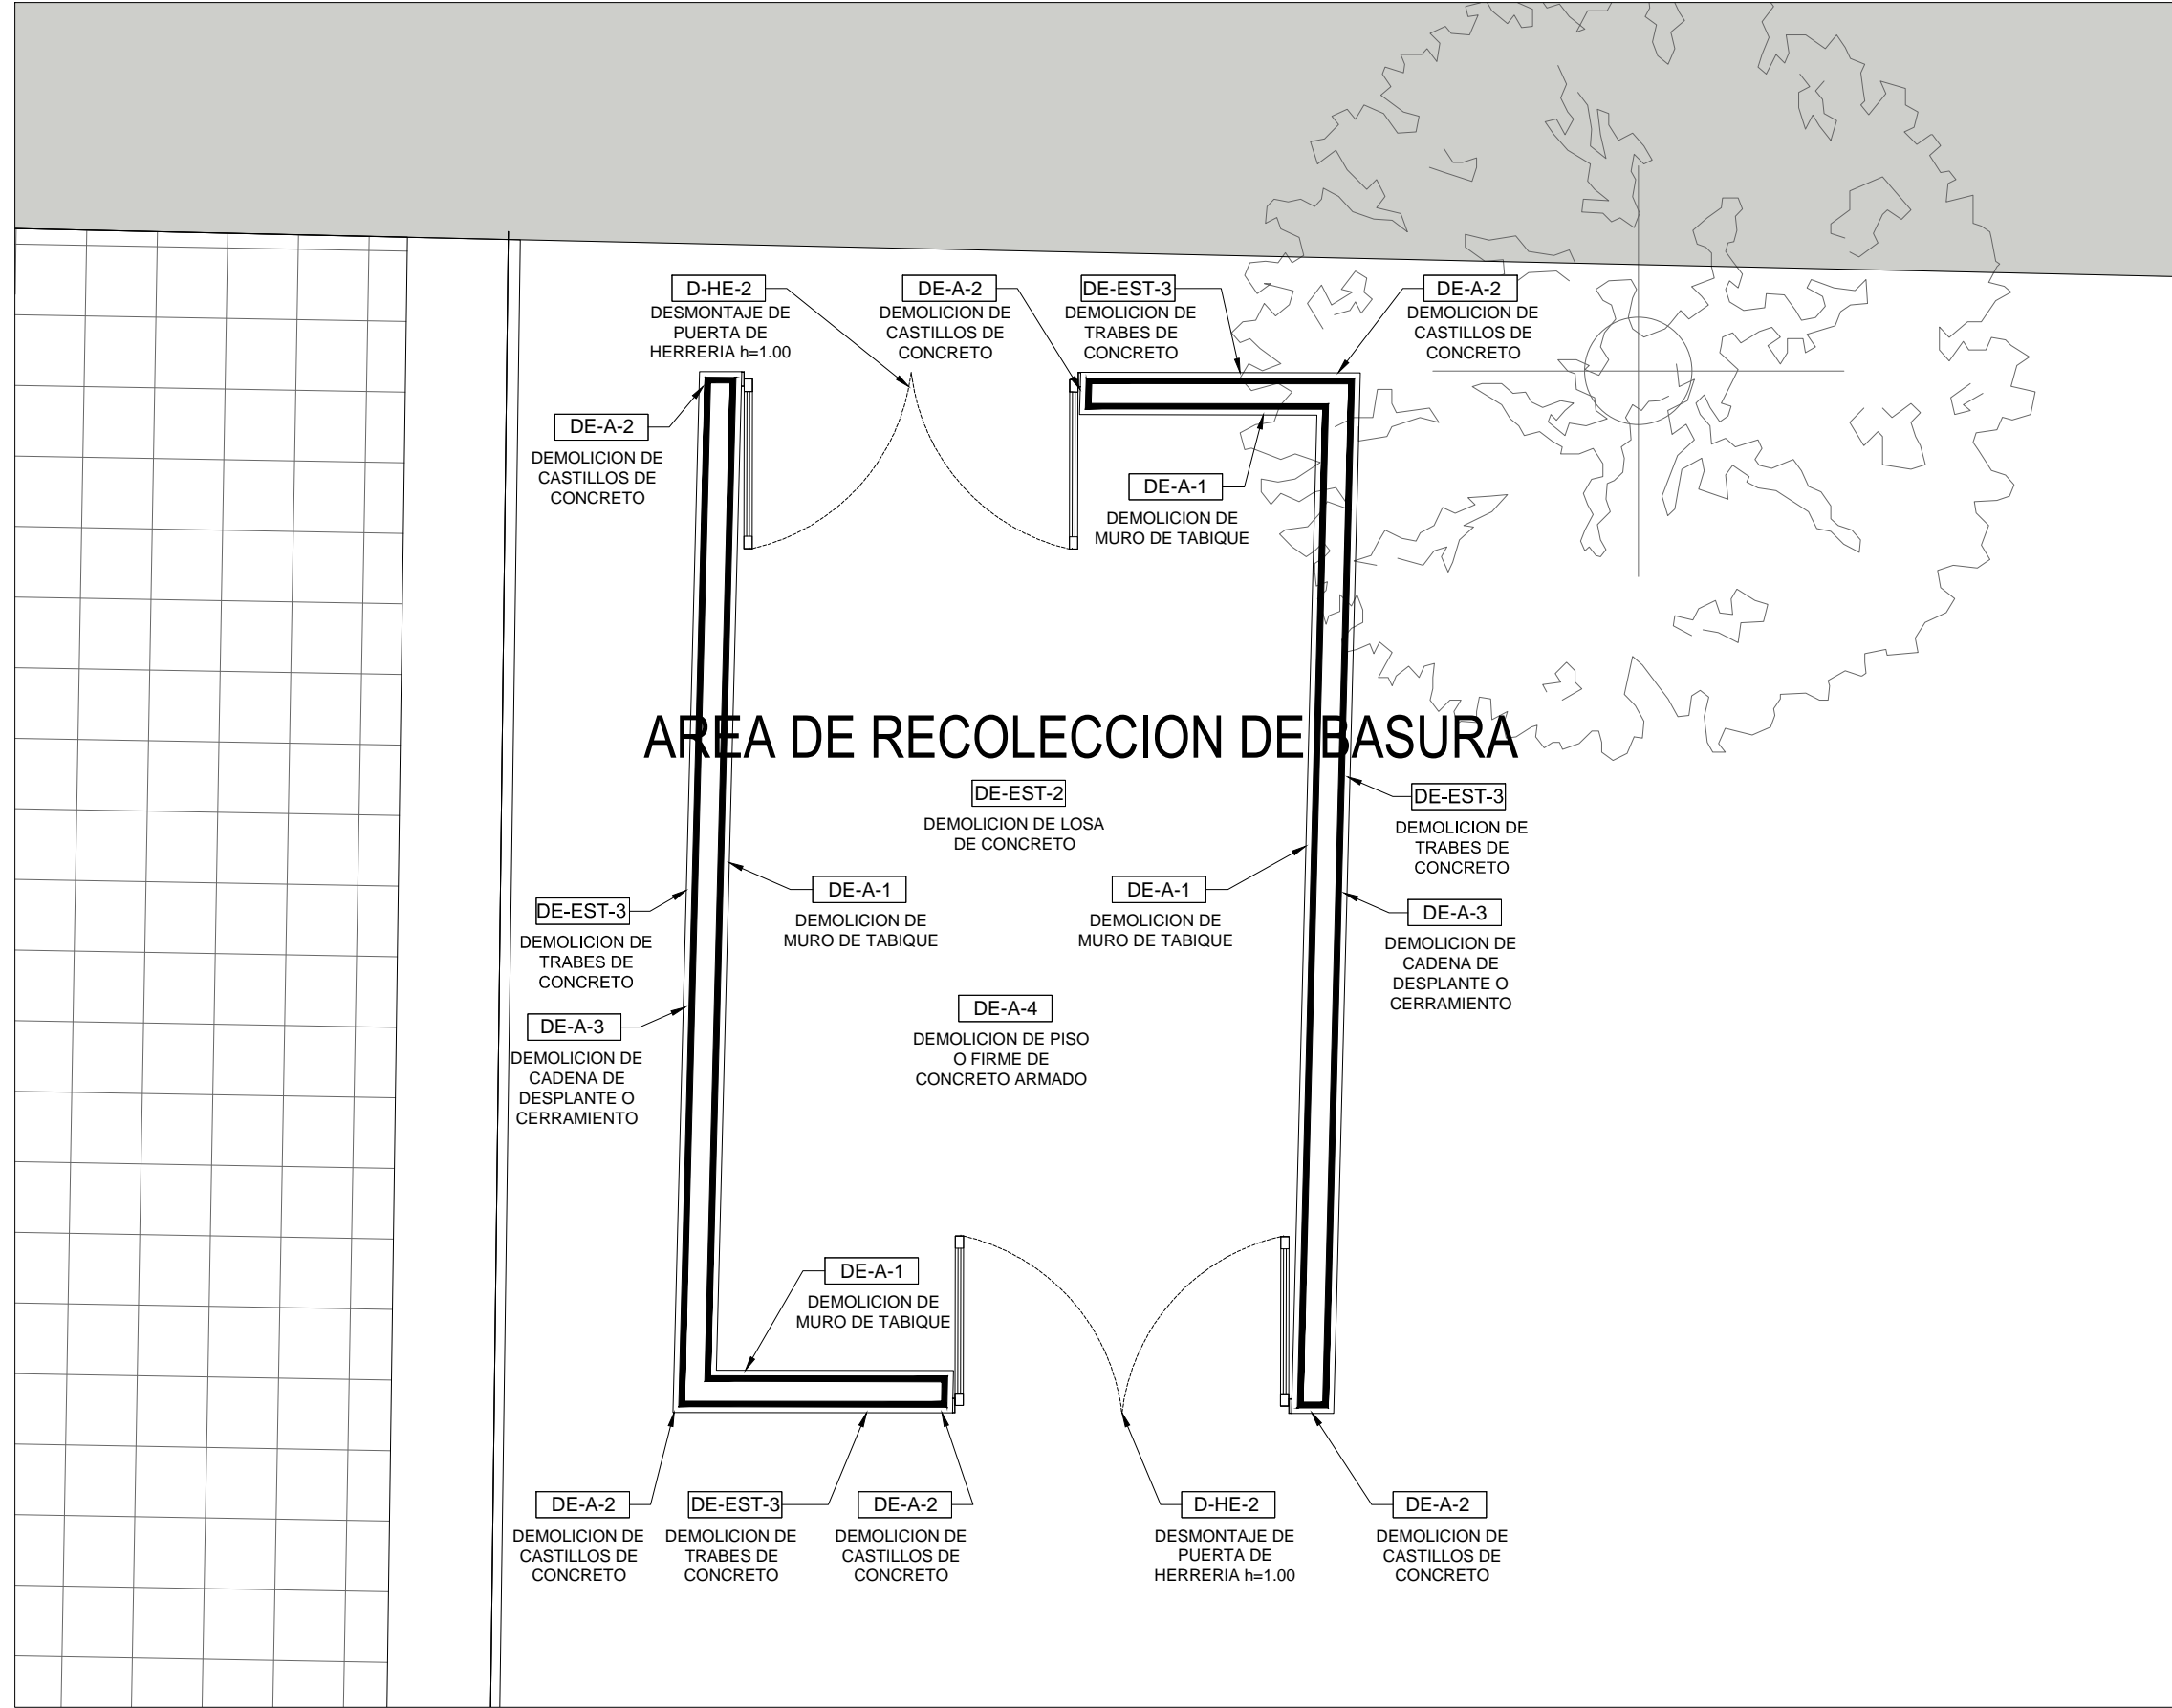 D-HE-2
DESMONTAJE DE
PUERTA DE
HERRERIA h=1.00
DE-A-2
DEMOLICION DE
CASTILLOS DE
CONCRETO
DE-EST-3
DEMOLICION DE
TRABES DE
CONCRETO
DE-A-2
DEMOLICION DE
CASTILLOS DE
CONCRETO
DE-A-2
DEMOLICION DE
CASTILLOS DE
CONCRETO
DE-A-1
DEMOLICION DE
MURO DE TABIQUE
AREA DE RECOLECCION DE BASURA
DE-EST-2
DEMOLICION DE LOSA
DE CONCRETO
DE-EST-3
DEMOLICION DE
TRABES DE
CONCRETO
DE-EST-3
DEMOLICION DE
TRABES DE
CONCRETO
DE-A-1
DEMOLICION DE
MURO DE TABIQUE
DE-A-1
DEMOLICION DE
MURO DE TABIQUE
DE-A-3
DEMOLICION DE
CADENA DE
DESPLANTE O
CERRAMIENTO
DE-A-3
DEMOLICION DE
CADENA DE
DESPLANTE O
CERRAMIENTO
DE-A-4
DEMOLICION DE PISO
O FIRME DE
CONCRETO ARMADO
DE-A-1
DEMOLICION DE
MURO DE TABIQUE
DE-A-2
DEMOLICION DE
CASTILLOS DE
CONCRETO
DE-EST-3
DEMOLICION DE
TRABES DE
CONCRETO
DE-A-2
DEMOLICION DE
CASTILLOS DE
CONCRETO
D-HE-2
DESMONTAJE DE
PUERTA DE
HERRERIA h=1.00
DE-A-2
DEMOLICION DE
CASTILLOS DE
CONCRETO